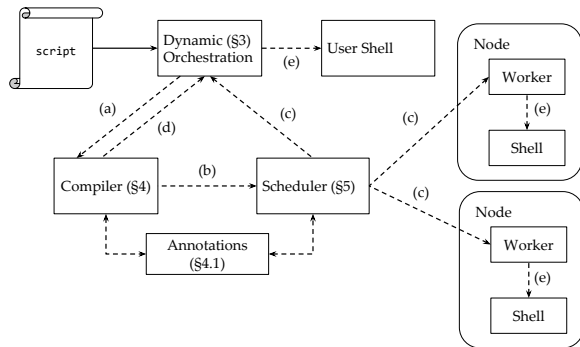 script
Dynamic (§3)
Orchestration
(e)
User Shell
Node
Worker
(e)
Shell
(a)
(d)
(c)
(c)
Compiler (§4)
(b)
Scheduler (§5)
(c)
Node
Worker
(e)
Shell
Annotations
(§4.1)